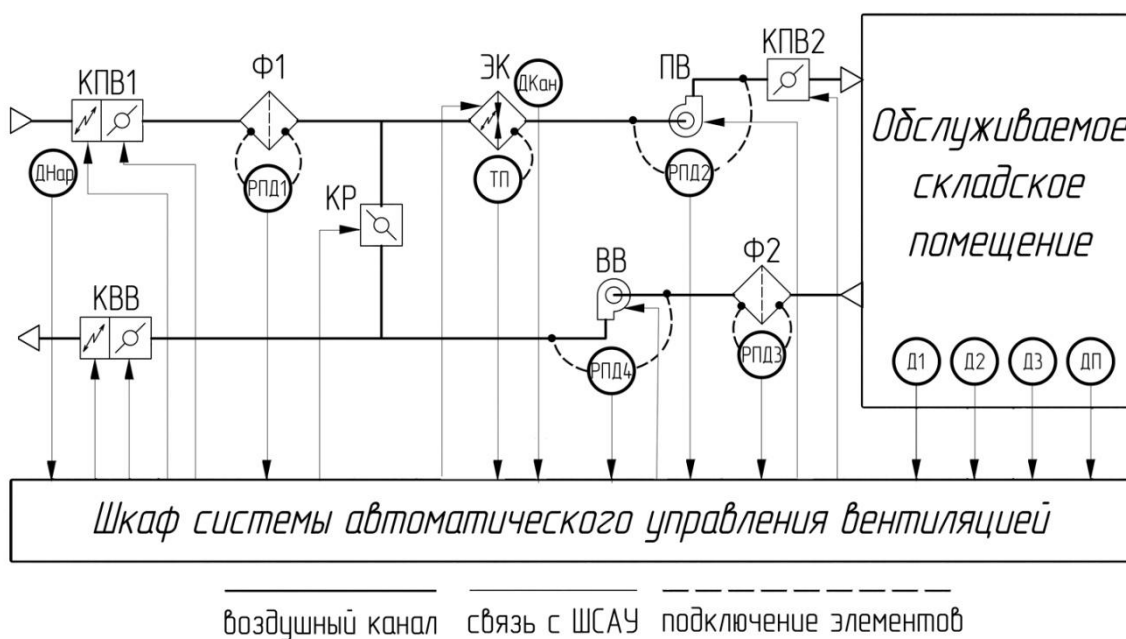 КПВ1
Ф1
ЭК
ДКан
ПВ
КПВ2
Обслуживаемое
складское
помещение
ДНар
РПД1
ТП
РПД2
КР
ВВ
Ф2
КВВ
РПД4
РПД3
Д1
Д2
Д3
ДП
Шкаф системы автоматического управления вентиляцией
воздушный канал
связь с ШСАУ
подключение элементов